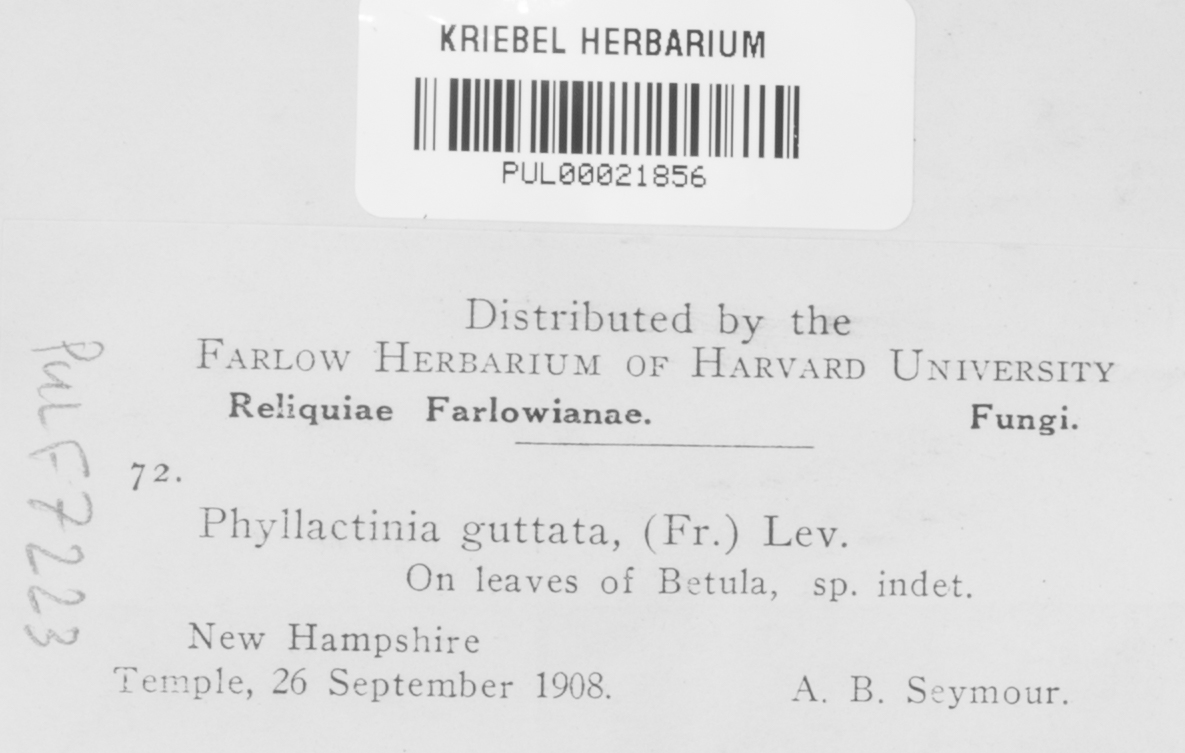 KRIEBEL HERBARIUM
PUL00021856
Distributed by the
FARLOW HERBARIUM OF HARVARD UNIVERSITY
Reliquiae Farlowianae. Fungi.
72.
Phyllactinia guttata, (Fr.) Lev.
On leaves of Betula, sp. indet.
New Hampshire
Temple, 26 September 1908. A. B. Seymour.
PUL F7223